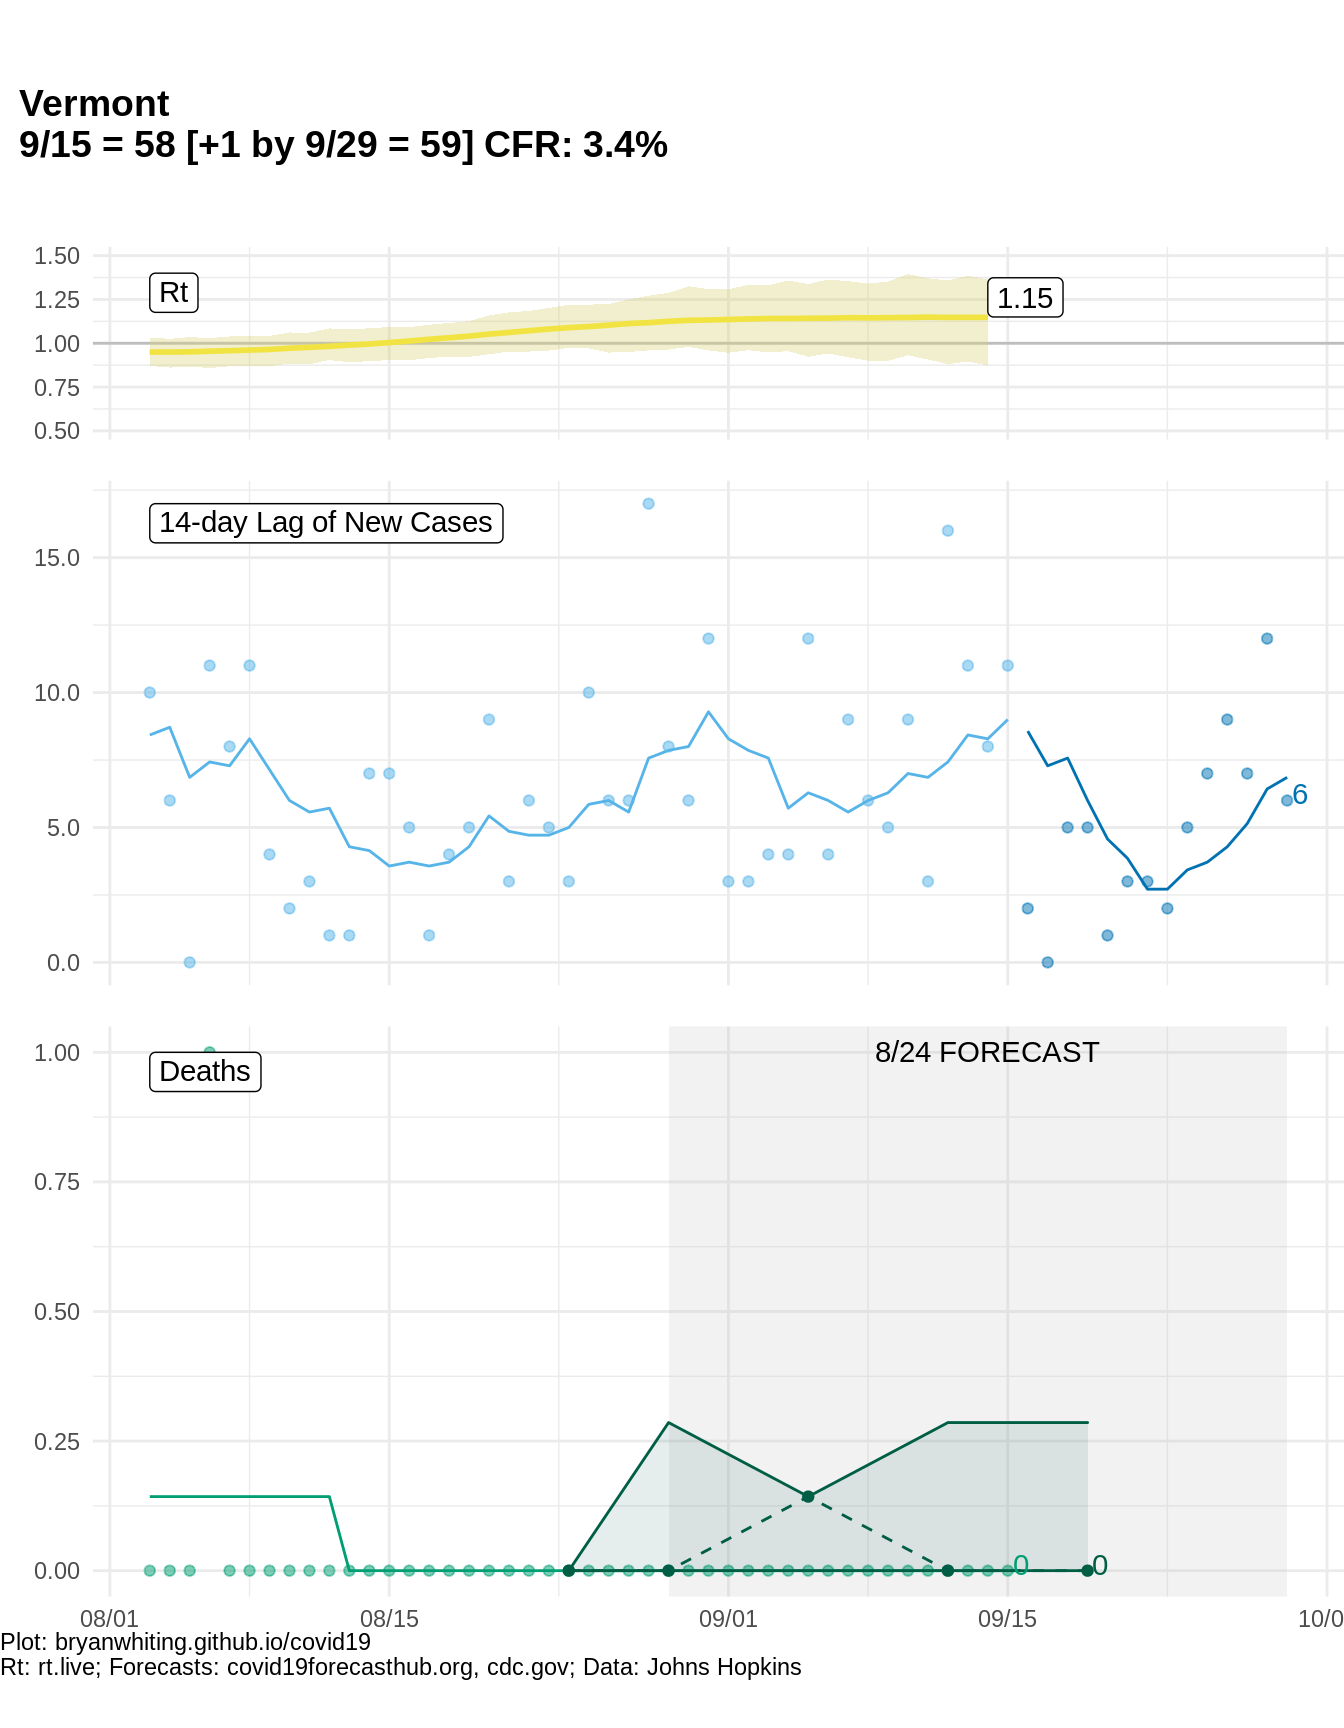 Vermont
9/15 = 58 [+1 by 9/29 = 59] CFR: 3.4%
1.50
1.25
1.00
0.75
0.50
Rt
1.15
14-day Lag of New Cases
15.0
10.0
5.0
0.0
6
8/24 FORECAST
Deaths
1.00
0.75
0.50
0.25
0.00
0
0
08/01
08/15
09/01
09/15
10/0
Plot: bryanwhiting.github.io/covid19
Rt: rt.live; Forecasts: covid19forecasthub.org, cdc.gov; Data: Johns Hopkins